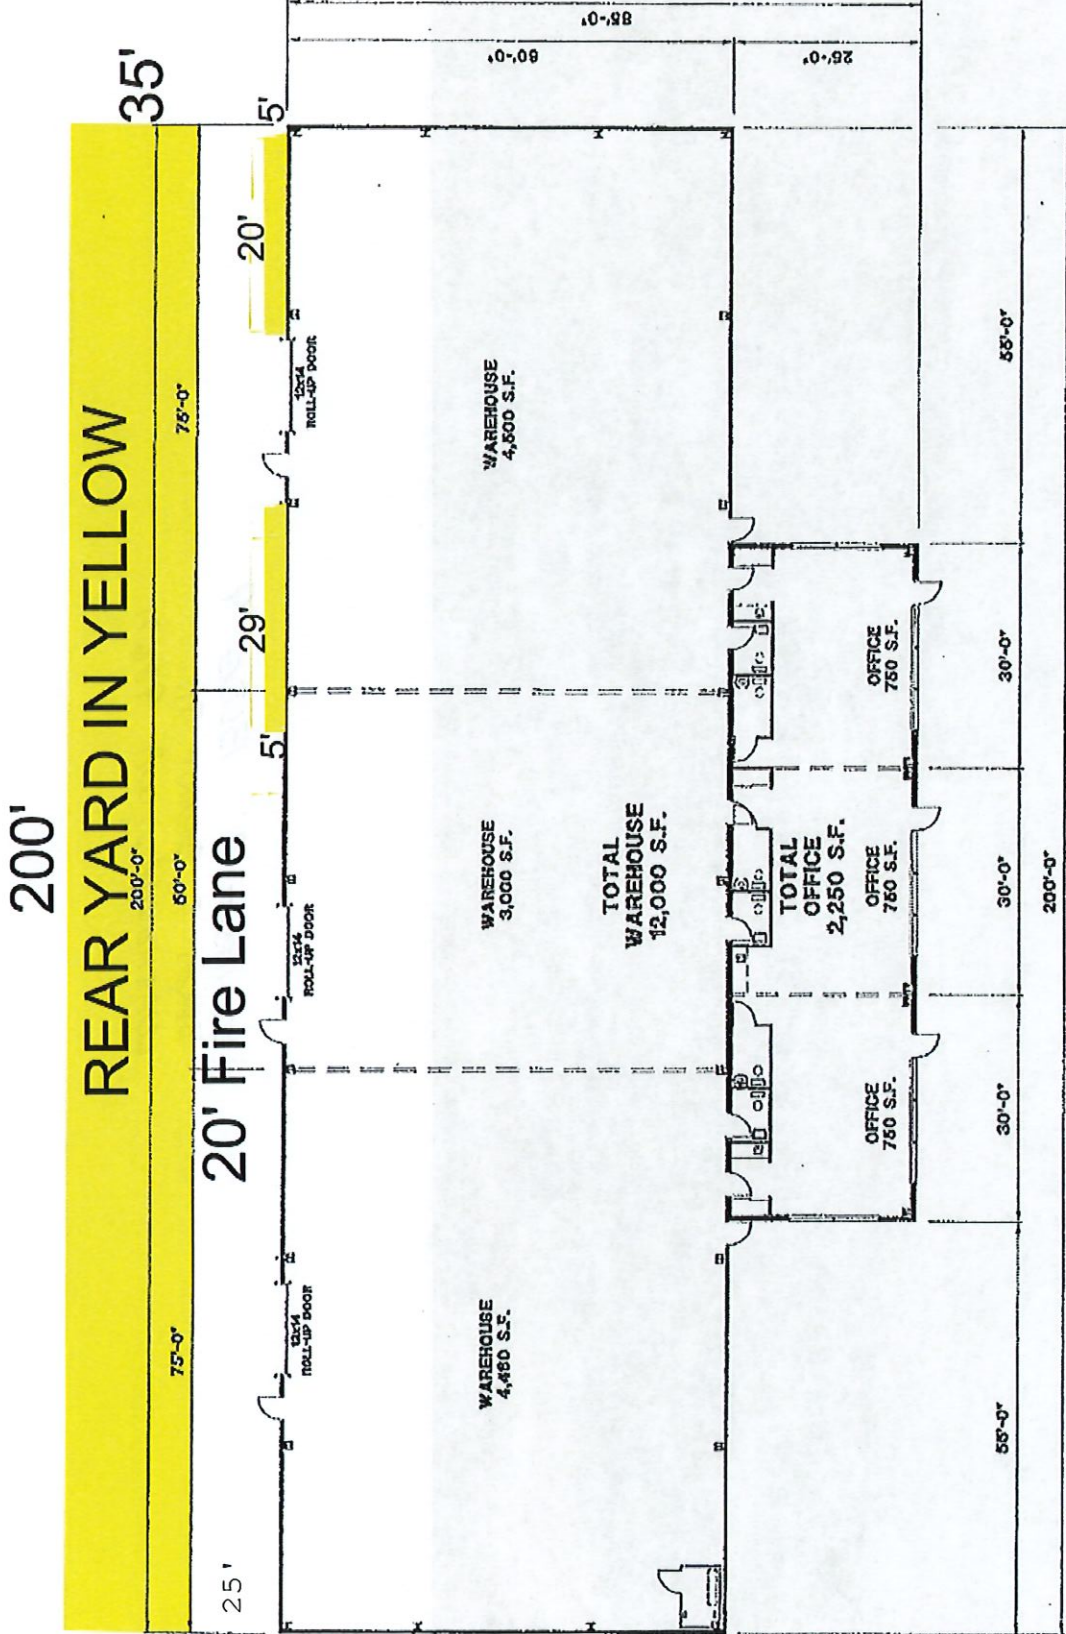 200'
REAR YARD IN YELLOW
35'
200'-0"
75'-0"
60'-0"
75'-0"
25'
20' Fire Lane
5'
29'
20'
5'
12x14
ROLL-UP DOOR
12x14
ROLL-UP DOOR
12x14
ROLL-UP DOOR
WAREHOUSE
4,480 S.F.
WAREHOUSE
3,000 S.F.
WAREHOUSE
4,500 S.F.
TOTAL
WAREHOUSE
12,000 S.F.
TOTAL
OFFICE
2,250 S.F.
OFFICE
750 S.F.
OFFICE
750 S.F.
OFFICE
750 S.F.
55'-0"
30'-0"
30'-0"
30'-0"
55'-0"
200'-0"
85'-0"
60'-0"
25'-0"